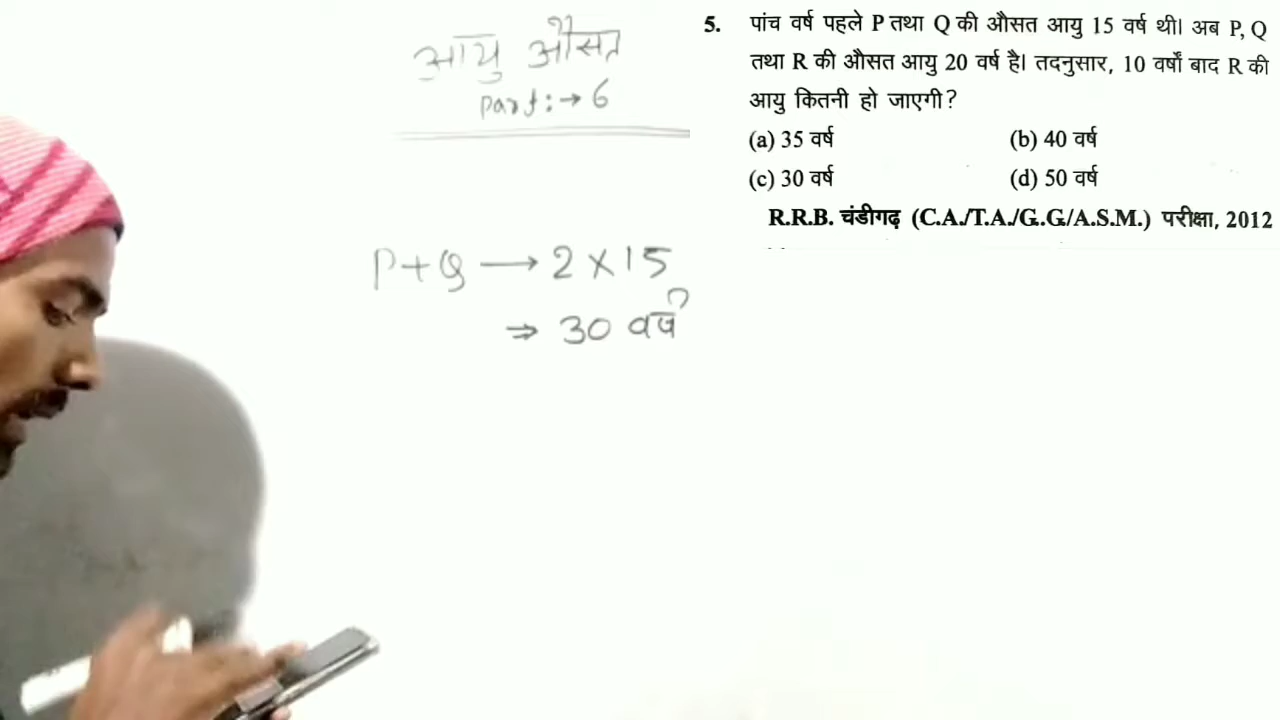 आयु औसत
Part:→ 6
P+Q → 2×15
⇒ 30 वर्ष
5. पांच वर्ष पहले P तथा Q की औसत आयु 15 वर्ष थी। अब P, Q
तथा R की औसत आयु 20 वर्ष है। तदनुसार, 10 वर्षों बाद R की
आयु कितनी हो जाएगी?
(a) 35 वर्ष (b) 40 वर्ष
(c) 30 वर्ष (d) 50 वर्ष
R.R.B. चंडीगढ़ (C.A./T.A./G.G/A.S.M.) परीक्षा, 2012